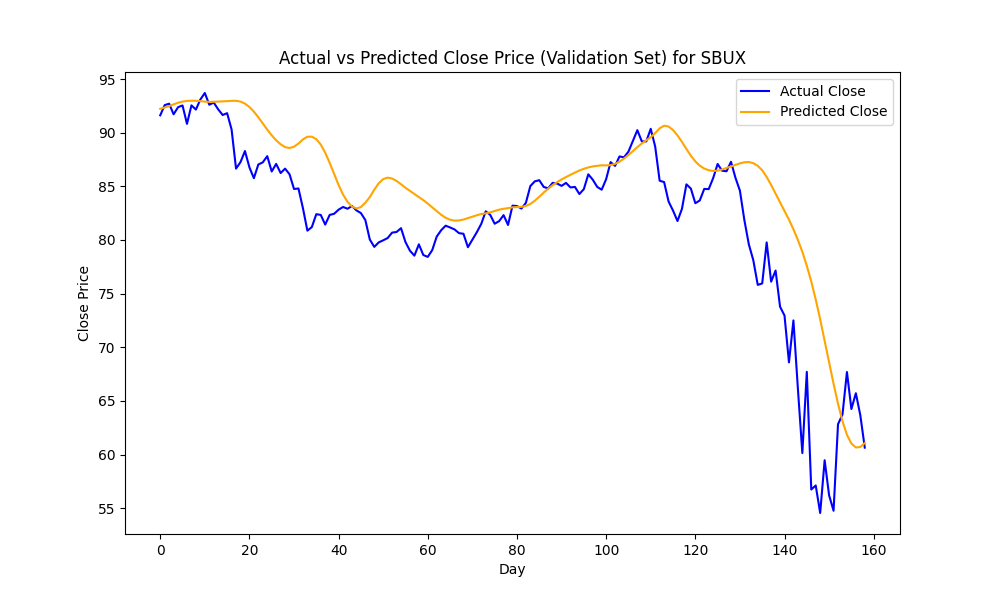 Actual vs Predicted Close Price (Validation Set) for SBUX
Actual Close
Predicted Close
95
90
85
80
75
70
65
60
55
Close Price
0 20 40 60 80 100 120 140 160
Day